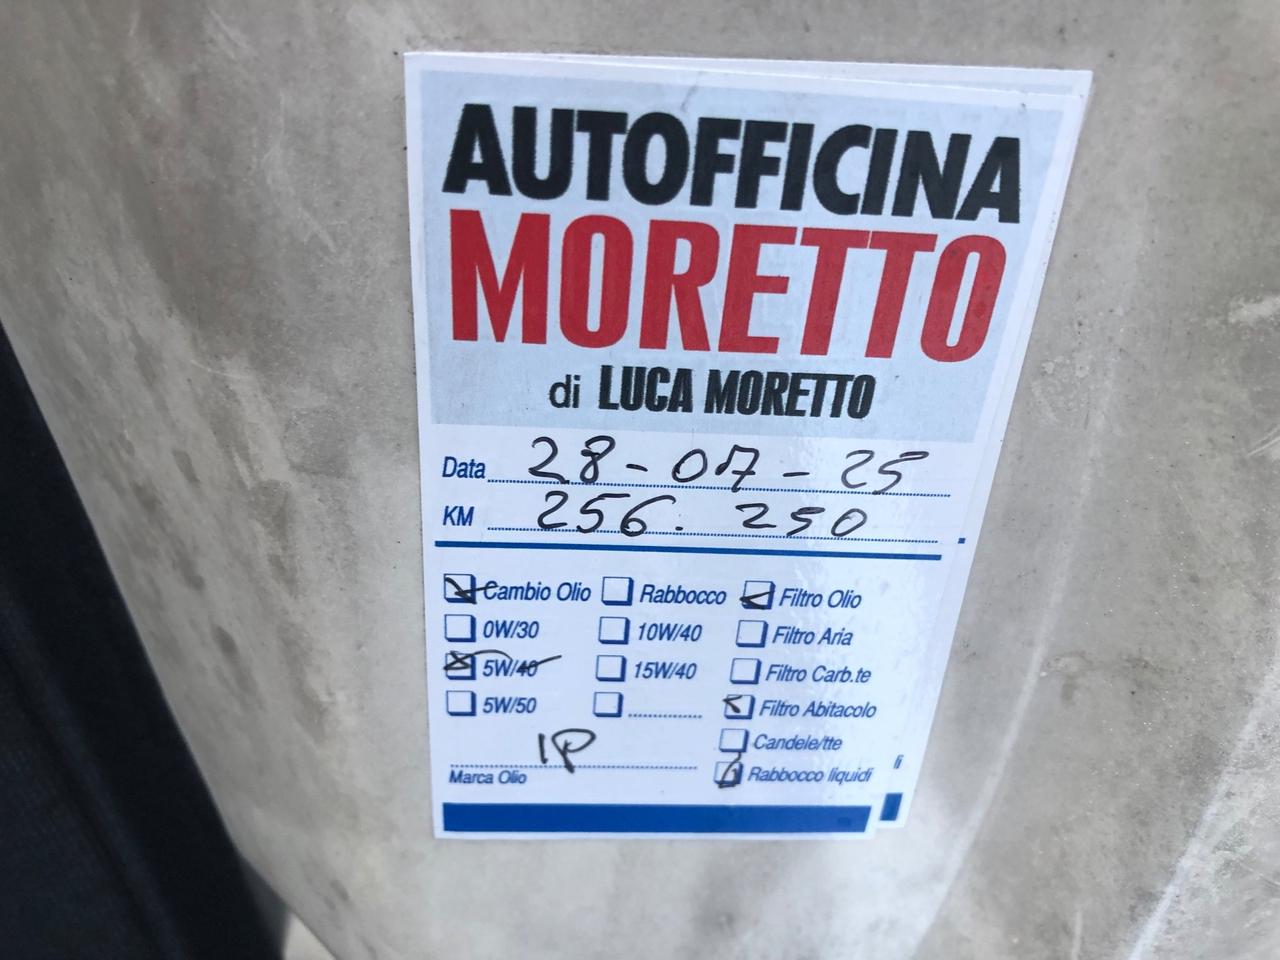 AUTOFFICINA
MORETTO
di LUCA MORETTO
Data 28-07-25
KM 256.250
Cambio Olio Rabbocco Filtro Olio
0W/30 10W/40 Filtro Aria
5W/40 15W/40 Filtro Carb.te
5W/50 Filtro Abitacolo
Candele/tte
IP
Marca Olio Rabbocco liquidi